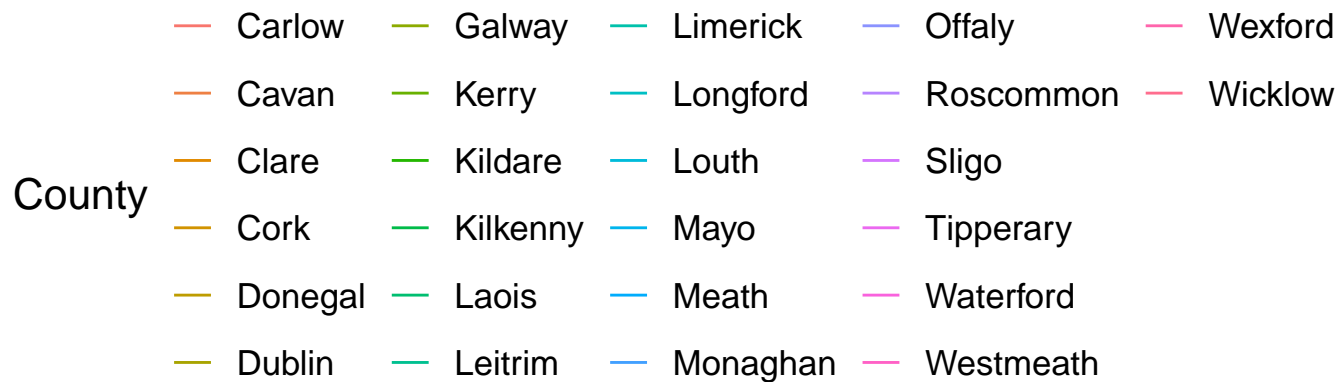 County
Carlow
Cavan
Clare
Cork
Donegal
Dublin
Galway
Kerry
Kildare
Kilkenny
Laois
Leitrim
Limerick
Longford
Louth
Mayo
Meath
Monaghan
Offaly
Roscommon
Sligo
Tipperary
Waterford
Westmeath
Wexford
Wicklow